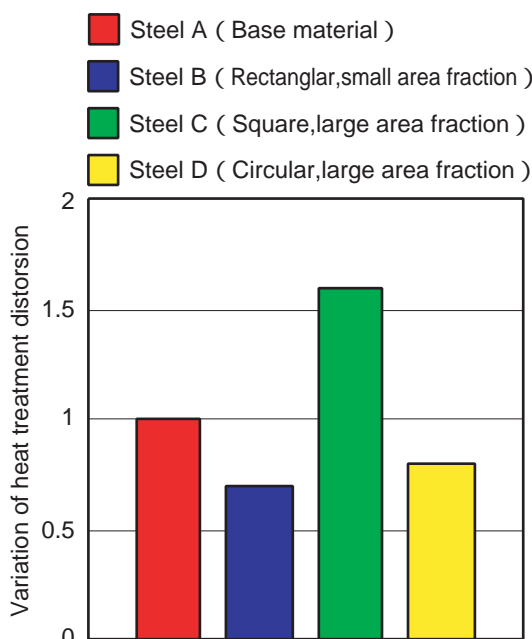 Steel A ( Base material )
Steel B ( Rectanglar,small area fraction )
Steel C ( Square,large area fraction )
Steel D ( Circular,large area fraction )
Variation of heat treatment distorsion
2
1.5
1
0.5
0